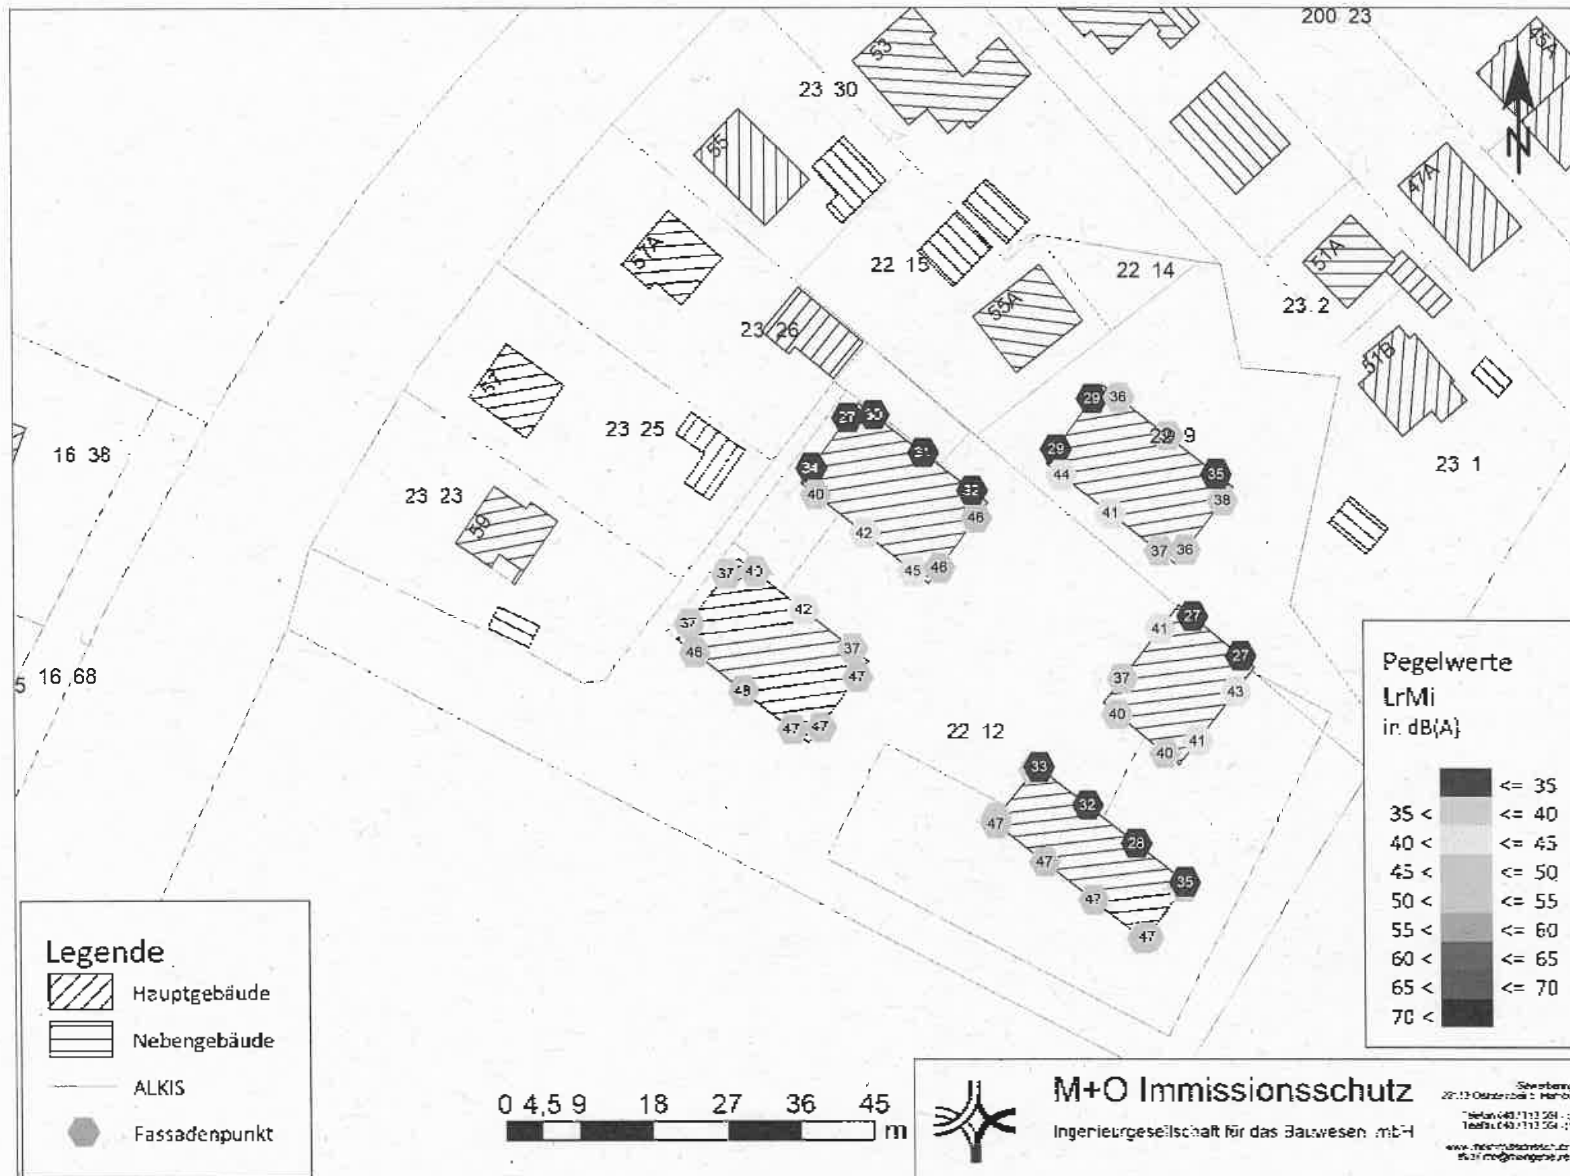 200 23
53
45A
23 30
55
47A
57A
51A
22 15
22 14
55A
23 2
23 26
51B
57
29
36
27
30
23 25
16 38
31
29
22 9
23 1
34
44
35
23 23
40
32
38
59
46
41
42
37
36
45
46
37
40
27
42
41
37
27
46
37
37
16 68
5
48
47
43
40
47
47
22 12
41
40
33
32
47
28
47
35
47
47
Pegelwerte
LrMi
in dB(A)
<= 35
35 < <= 40
40 < <= 45
45 < <= 50
50 < <= 55
55 < <= 60
60 < <= 65
65 < <= 70
70 <
Legende
Hauptgebäude
Nebengebäude
ALKIS
Fassadenpunkt
0 4,5 9 18 27 36 45
m
M+O Immissionsschutz
Ingenieurgesellschaft für das Bauwesen mbH
N